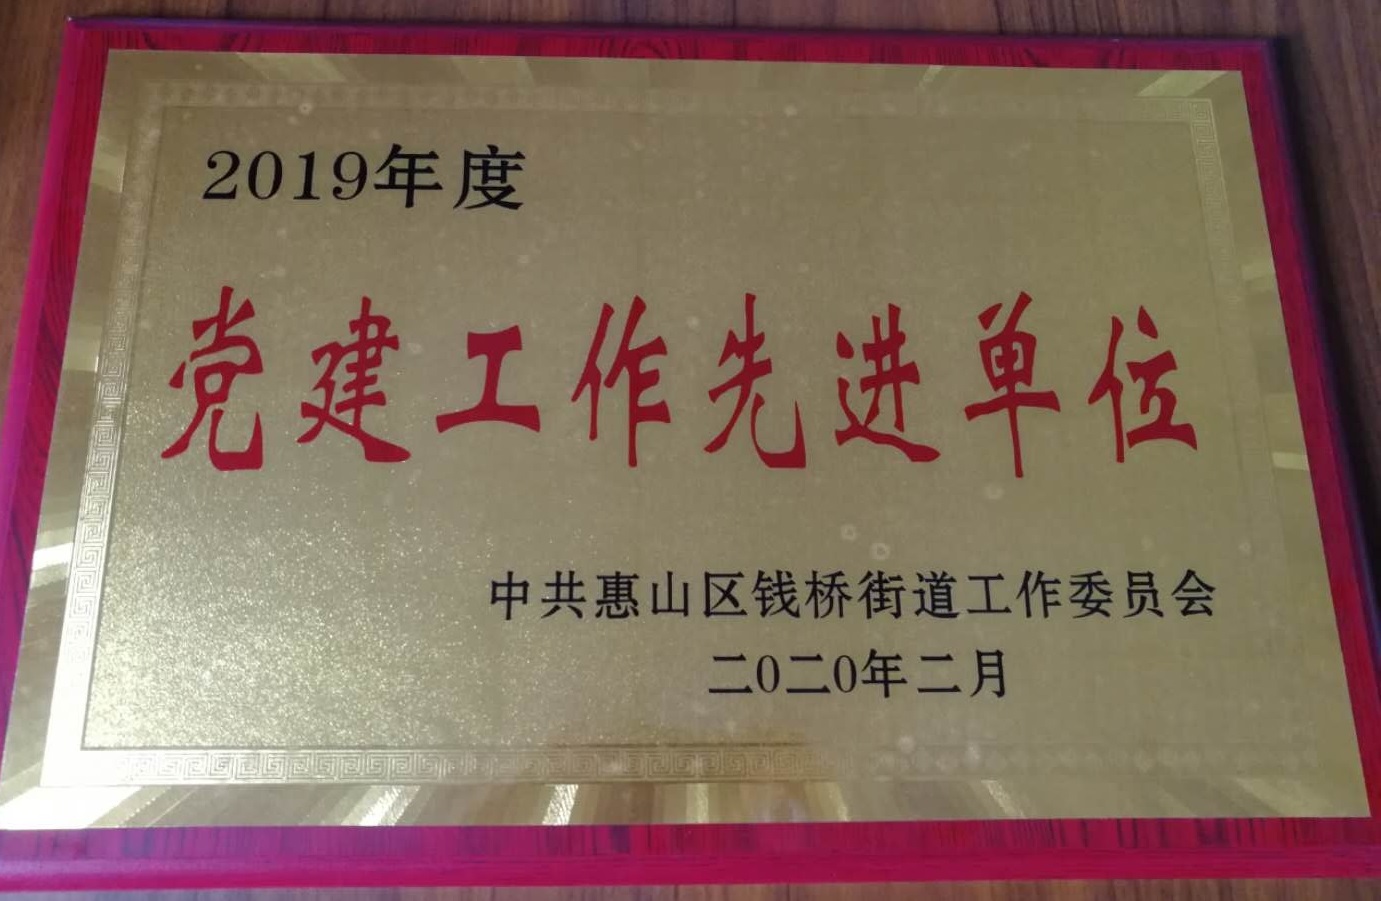 2019年度
党建工作先进单位
中共惠山区钱桥街道工作委员会
二0二0年二月